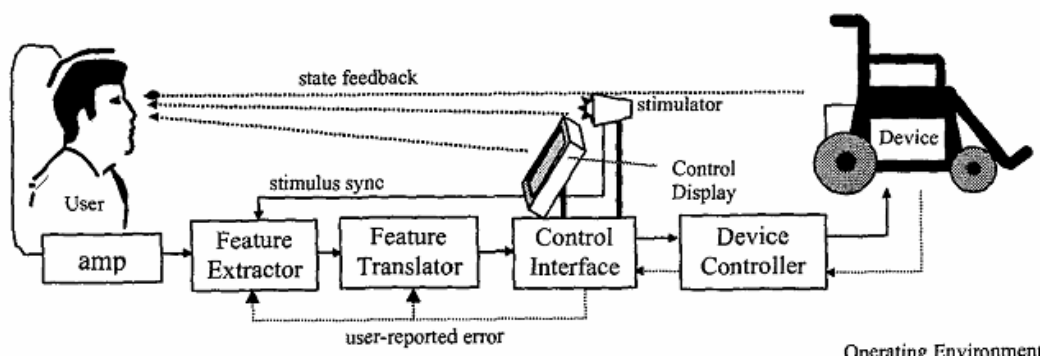 state feedback
stimulator
Device
Control
Display
User
stimulus sync
amp
Feature
Extractor
Feature
Translator
Control
Interface
Device
Controller
user-reported error
Operating Environment